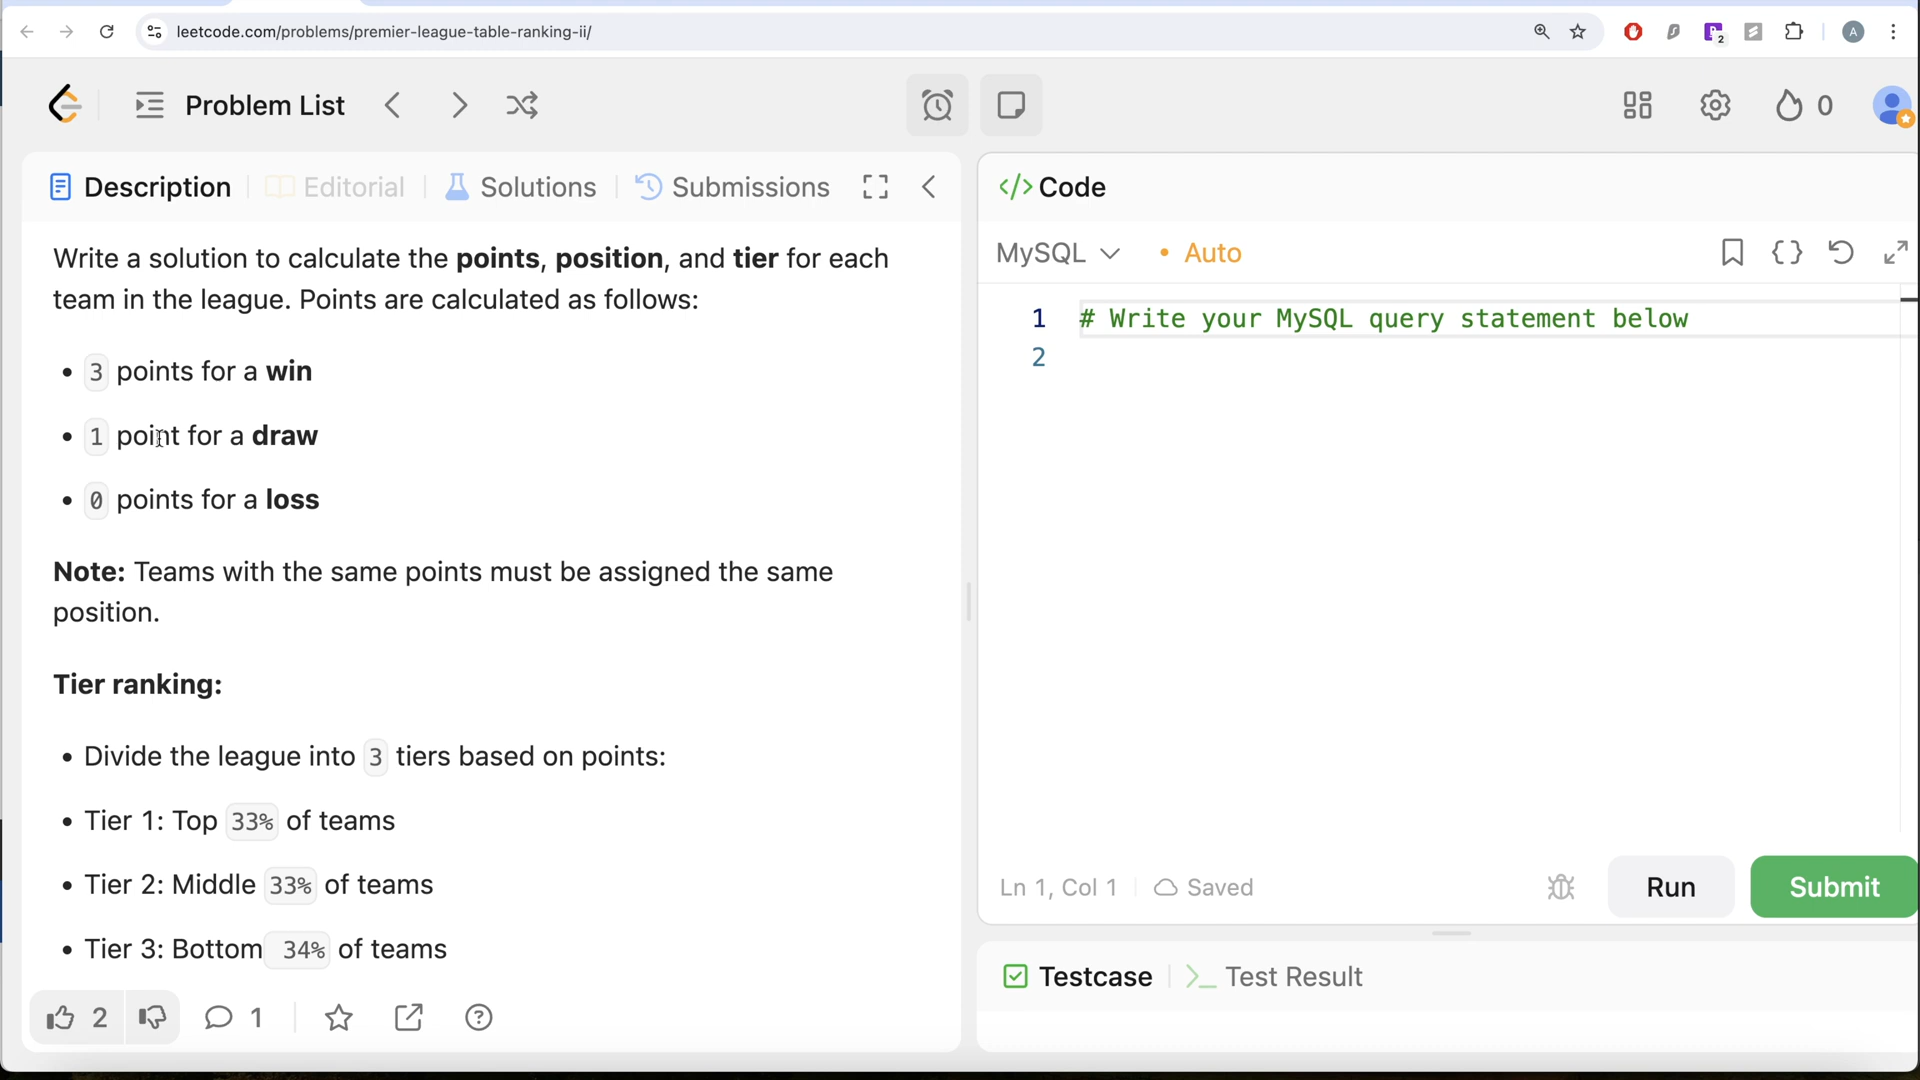 leetcode.com/problems/premier-league-table-ranking-ii/
2
A
Problem List
0
Description
Editorial
Solutions
Submissions
</> Code
Write a solution to calculate the points, position, and tier for each
team in the league. Points are calculated as follows:
• 3 points for a win
• 1 point for a draw
• 0 points for a loss
Note: Teams with the same points must be assigned the same
position.
Tier ranking:
• Divide the league into 3 tiers based on points:
• Tier 1: Top 33% of teams
• Tier 2: Middle 33% of teams
• Tier 3: Bottom 34% of teams
2
1
MySQL
• Auto
{}
1 # Write your MySQL query statement below
2
Ln 1, Col 1
Saved
Run
Submit
Testcase
>_ Test Result